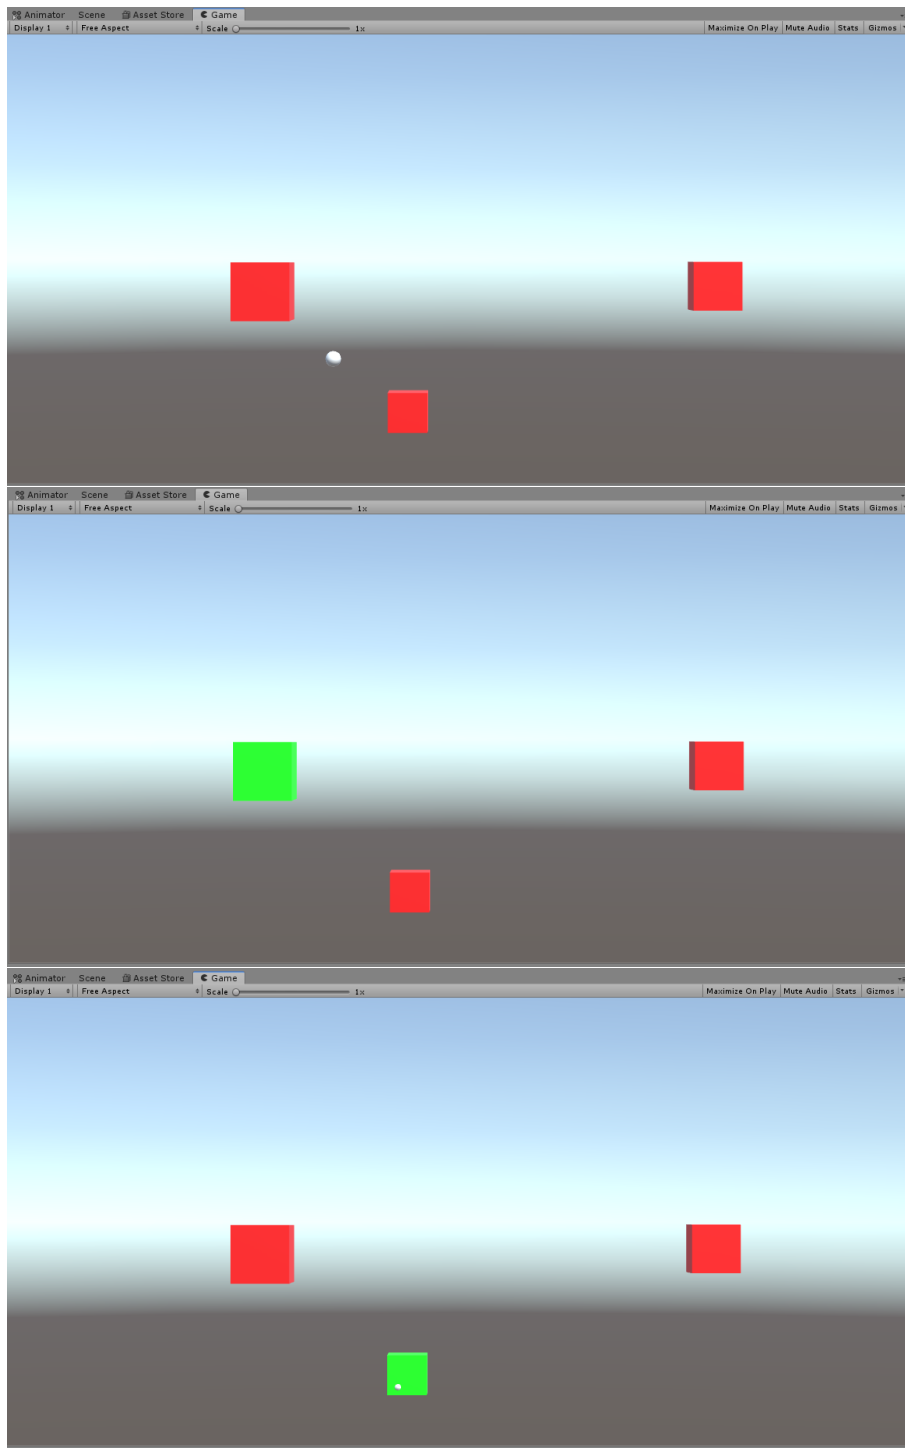 Animator Scene Asset Store Game
Display 1 Free Aspect Scale 1x Maximize On Play Mute Audio Stats Gizmos
Animator Scene Asset Store Game
Display 1 Free Aspect Scale 1x Maximize On Play Mute Audio Stats Gizmos
Animator Scene Asset Store Game
Display 1 Free Aspect Scale 1x Maximize On Play Mute Audio Stats Gizmos